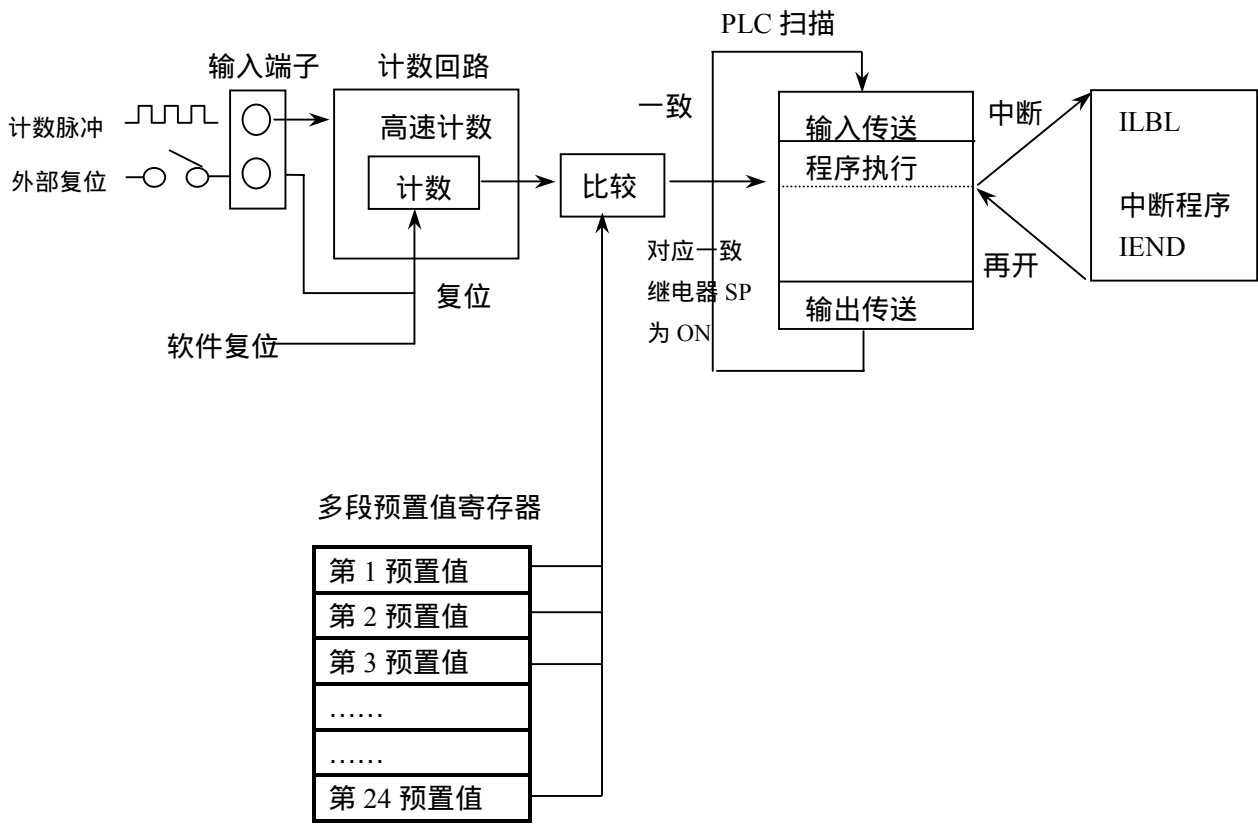 PLC 扫描
输入端子
计数回路
计数脉冲
外部复位
高速计数
计数
复位
软件复位
比较
一致
对应一致
继电器 SP
为 ON
输入传送
程序执行
输出传送
中断
再开
ILBL
中断程序
IEND
多段预置值寄存器
第 1 预置值
第 2 预置值
第 3 预置值
……
……
第 24 预置值